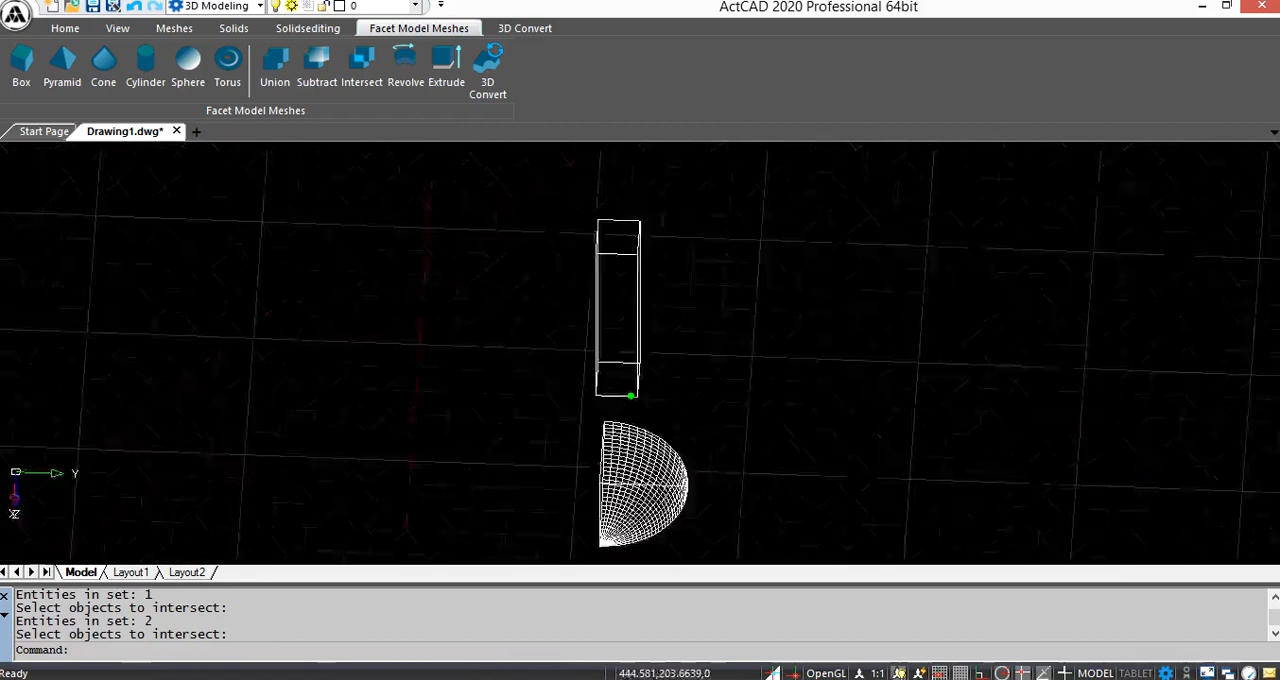 3D Modeling 0 ActCAD 2020 Professional 64bit
Home View Meshes Solids Solidsediting Facet Model Meshes 3D Convert
Box Pyramid Cone Cylinder Sphere Torus Union Subtract Intersect Revolve Extrude 3D Convert
Facet Model Meshes
Start Page Drawing1.dwg*
Y
Model Layout1 Layout2
Entities in set: 1
Select objects to intersect:
Entities in set: 2
Select objects to intersect:
Command:
Ready 444.581,203.6639,0 OpenGL 1:1 MODEL TABLET